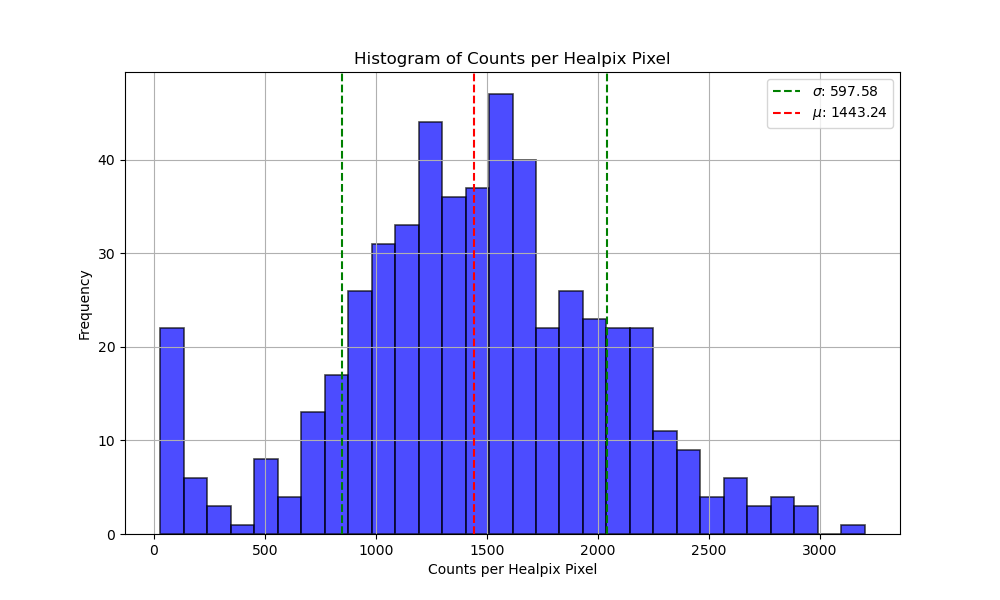 Histogram of Counts per Healpix Pixel
σ: 597.58
μ: 1443.24
Frequency
40
30
20
10
0
0 500 1000 1500 2000 2500 3000
Counts per Healpix Pixel